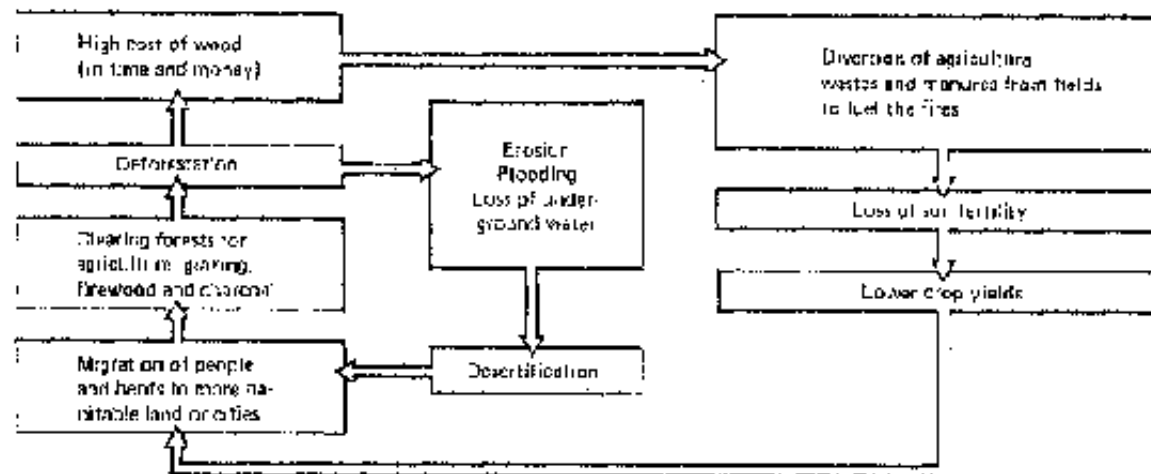 High cost of wood
(in time and money)
Diversion of agricultural
wastes and manures from fields
to fuel the fires
Deforestation
Erosion
Flooding
Loss of under-
ground water
Loss of soil fertility
Clearing forests for
agriculture, grazing,
firewood and charcoal
Lower crop yields
Migration of people
and herds to more ha-
bitable land or cities
Desertification